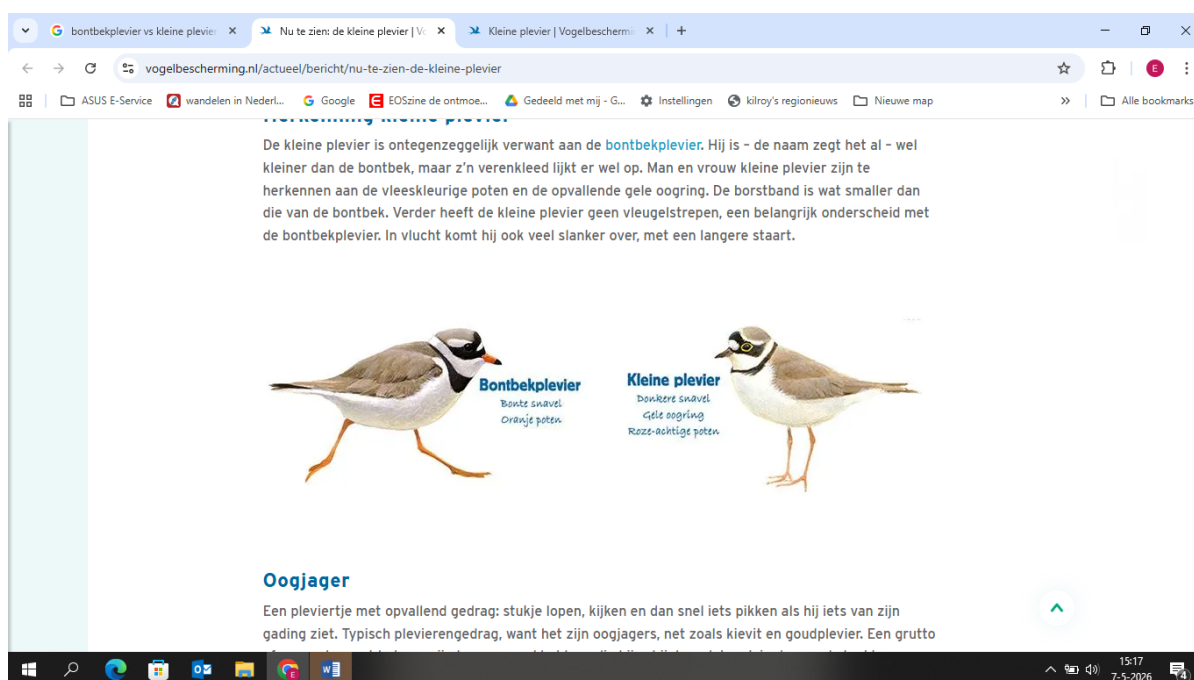 bontbekplevier vs kleine plevier
Nu te zien: de kleine plevier | Vo
Kleine plevier | Vogelbeschermin
vogelbescherming.nl/actueel/bericht/nu-te-zien-de-kleine-plevier
E
ASUS E-Service
wandelen in Nederl...
Google
EOSzine de ontmoe...
Gedeeld met mij - G...
Instellingen
kilroy's regionieuws
Nieuwe map
»
Alle bookmarks
Herkenning kleine plevier
De kleine plevier is ontegenzeggelijk verwant aan de bontbekplevier. Hij is – de naam zegt het al – wel
kleiner dan de bontbek, maar z’n verenkleed lijkt er wel op. Man en vrouw kleine plevier zijn te
herkennen aan de vleeskleurige poten en de opvallende gele oogring. De borstband is wat smaller dan
die van de bontbek. Verder heeft de kleine plevier geen vleugelstrepen, een belangrijk onderscheid met
de bontbekplevier. In vlucht komt hij ook veel slanker over, met een langere staart.
Bontbekplevier
Bonte snavel
Oranje poten
Kleine plevier
Donkere snavel
Gele oogring
Roze-achtige poten
Oogjager
Een pleviertje met opvallend gedrag: stukje lopen, kijken en dan snel iets pikken als hij iets van zijn
gading ziet. Typisch plevierengedrag, want het zijn oogjagers, net zoals kievit en goudplevier. Een grutto
15:17
7-5-2026
4